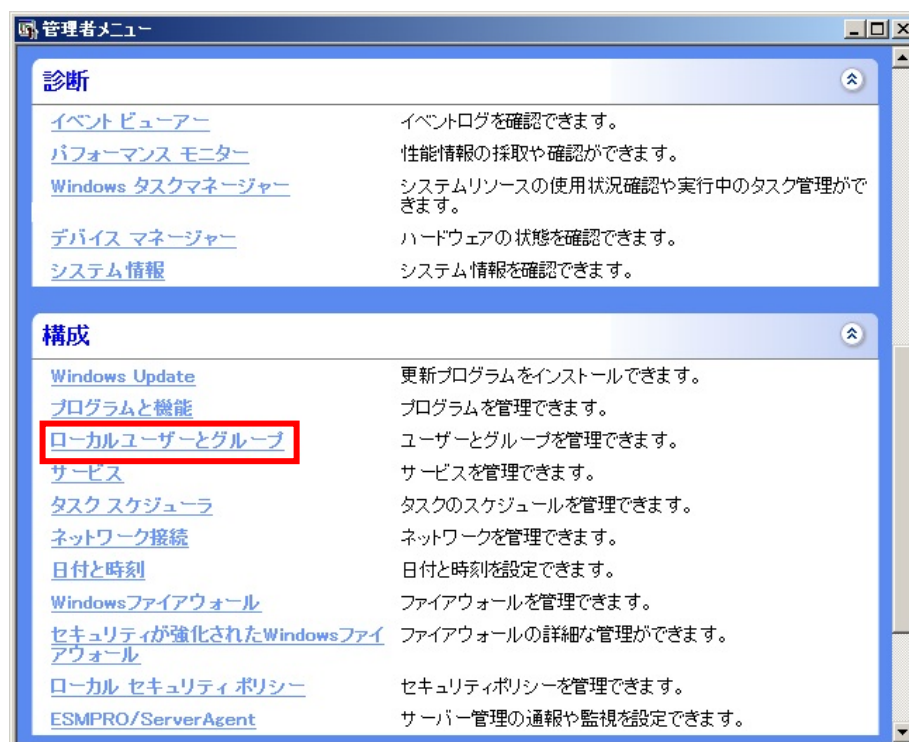 管理者メニュー
診断
イベント ビューアー イベントログを確認できます。
パフォーマンス モニター 性能情報の採取や確認ができます。
Windows タスクマネージャー システムリソースの使用状況確認や実行中のタスク管理がで
きます。
デバイス マネージャー ハードウェアの状態を確認できます。
システム情報 システム情報を確認できます。
構成
Windows Update 更新プログラムをインストールできます。
プログラムと機能 プログラムを管理できます。
ローカルユーザーとグループ ユーザーとグループを管理できます。
サービス サービスを管理できます。
タスク スケジューラ タスクのスケジュールを管理できます。
ネットワーク接続 ネットワークを管理できます。
日付と時刻 日付と時刻を設定できます。
Windowsファイアウォール ファイアウォールを管理できます。
セキュリティが強化されたWindowsファイ ファイアウォールの詳細な管理ができます。
アウォール
ローカル セキュリティ ポリシー セキュリティポリシーを管理できます。
ESMPRO/ServerAgent サーバー管理の通報や監視を設定できます。